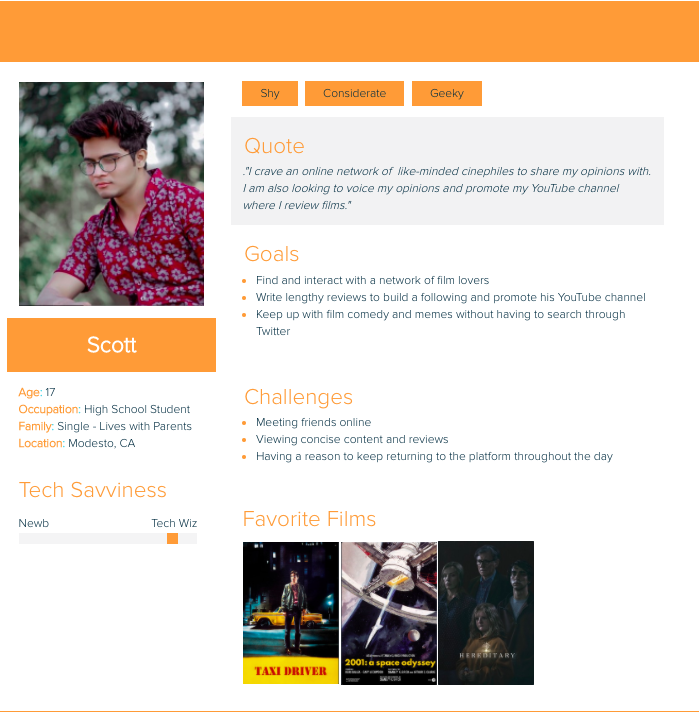 Shy
Considerate
Geeky
Quote
."I crave an online network of like-minded cinephiles to share my opinions with.
I am also looking to voice my opinions and promote my YouTube channel
where I review films."
Goals
Find and interact with a network of film lovers
Write lengthy reviews to build a following and promote his YouTube channel
Keep up with film comedy and memes without having to search through
Twitter
Scott
Age: 17
Occupation: High School Student
Family: Single - Lives with Parents
Location: Modesto, CA
Tech Savviness
Newb
Tech Wiz
Challenges
Meeting friends online
Viewing concise content and reviews
Having a reason to keep returning to the platform throughout the day
Favorite Films
TAXI DRIVER
2001: a space odyssey
HEREDITARY